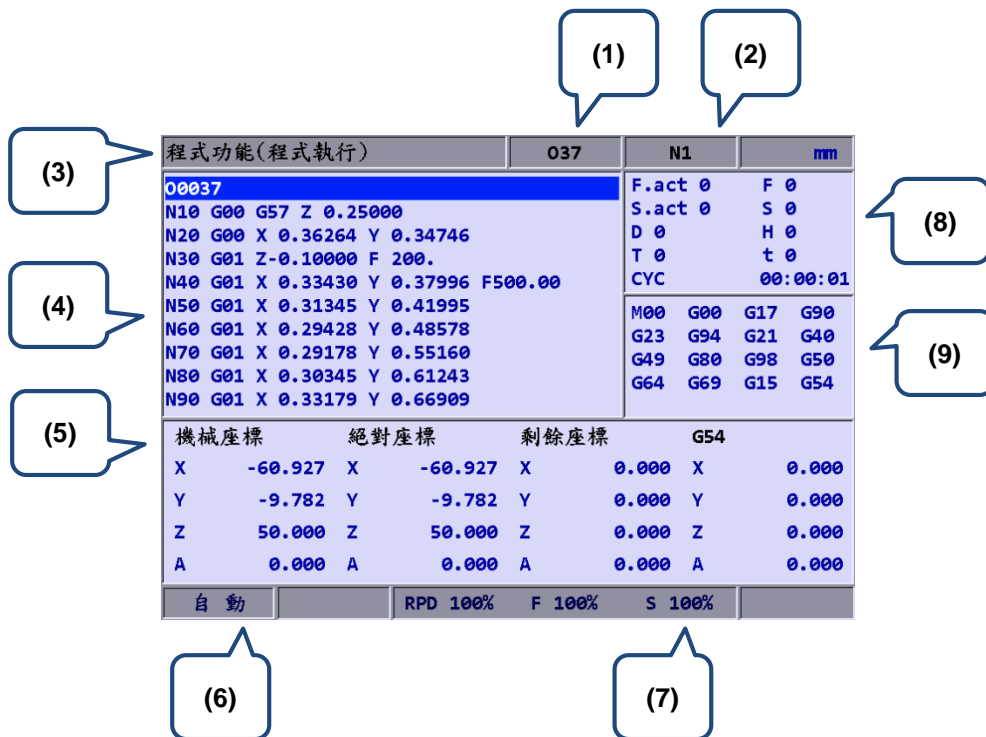 (1) (2)
(3)
程式功能(程式執行) O37 N1 mm
O0037
N10 G00 G57 Z 0.25000
N20 G00 X 0.36264 Y 0.34746
N30 G01 Z-0.10000 F 200.
N40 G01 X 0.33430 Y 0.37996 F500.00
N50 G01 X 0.31345 Y 0.41995
N60 G01 X 0.29428 Y 0.48578
N70 G01 X 0.29178 Y 0.55160
N80 G01 X 0.30345 Y 0.61243
N90 G01 X 0.33179 Y 0.66909
(4)
F.act 0 F 0
S.act 0 S 0
D 0 H 0
T 0 t 0
CYC 00:00:01
(8)
M00 G00 G17 G90
G23 G94 G21 G40
G49 G80 G98 G50
G64 G69 G15 G54
(9)
(5)
機械座標 絕對座標 剩餘座標 G54
X -60.927 X -60.927 X 0.000 X 0.000
Y -9.782 Y -9.782 Y 0.000 Y 0.000
Z 50.000 Z 50.000 Z 0.000 Z 0.000
A 0.000 A 0.000 A 0.000 A 0.000
自 動 RPD 100% F 100% S 100%
(6) (7)